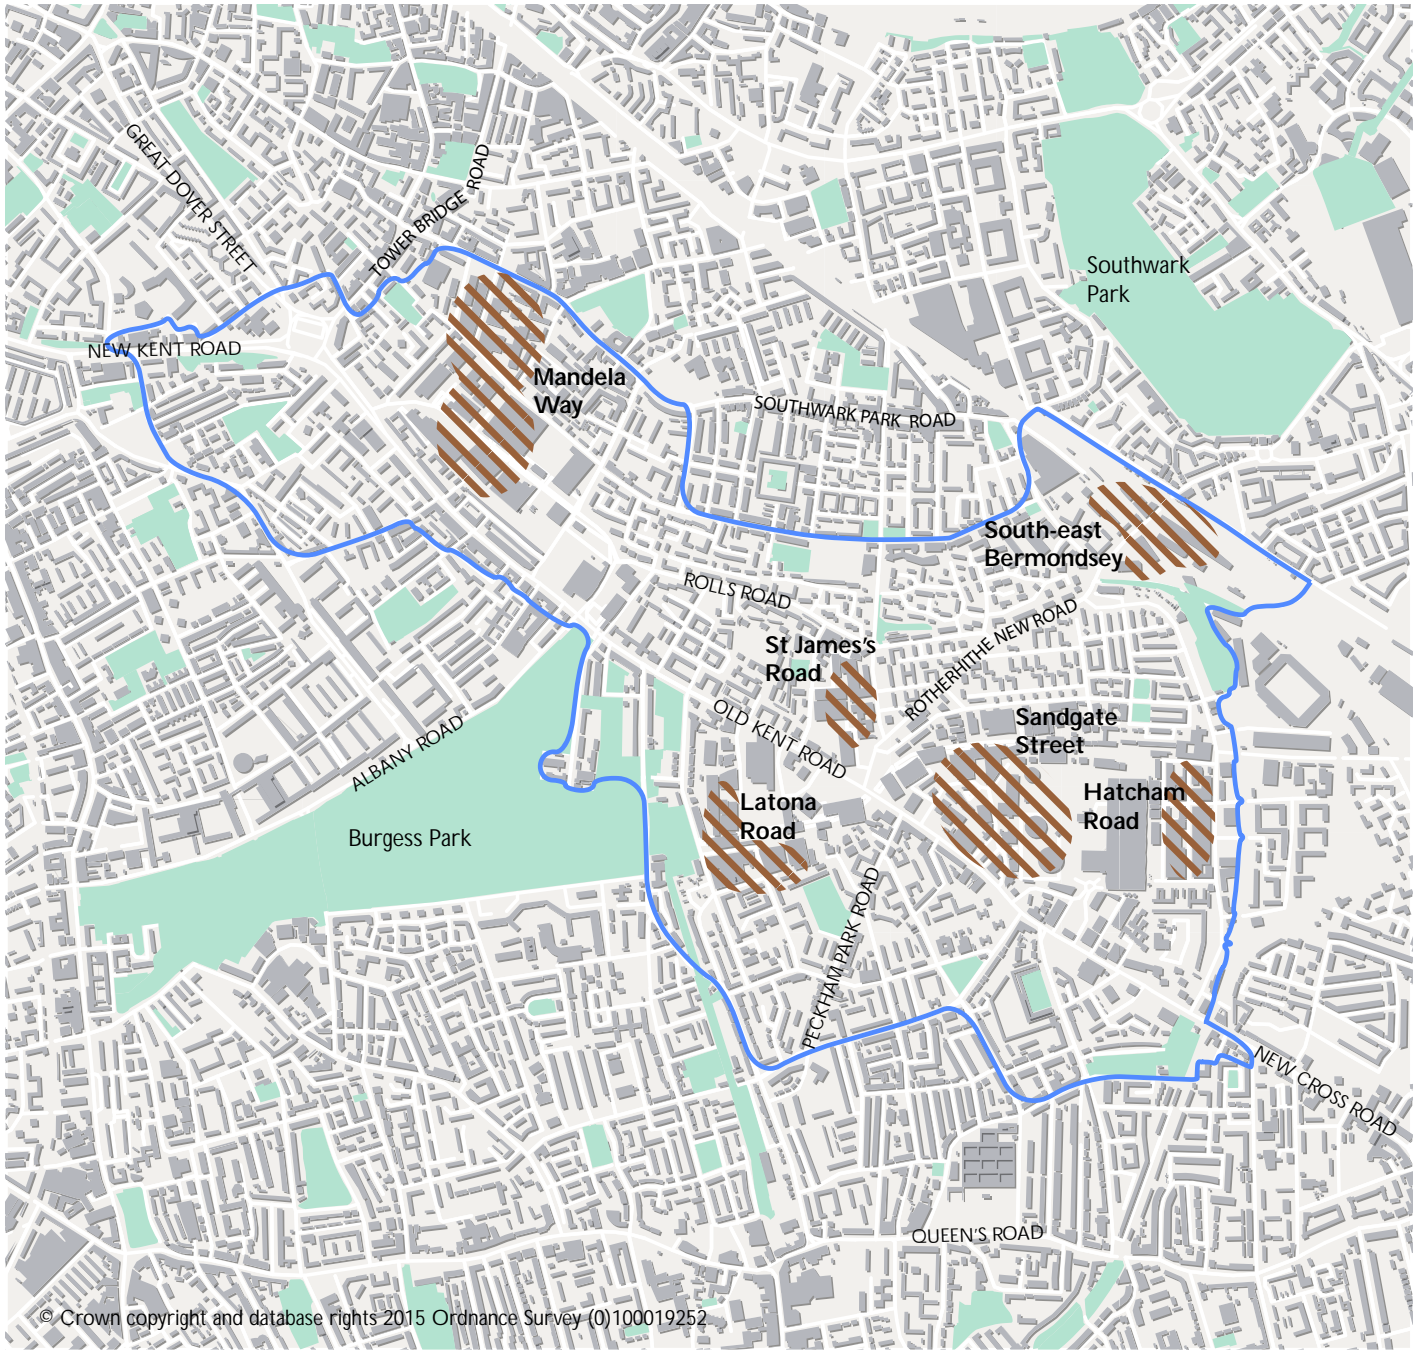 GREAT DOVER STREET
TOWER BRIDGE ROAD
Southwark
Park
NEW KENT ROAD
Mandela
Way
SOUTHWARK PARK ROAD
South-east
Bermondsey
ROLLS ROAD
ROTHERHITHE NEW ROAD
St James's
Road
OLD KENT ROAD
Sandgate
Street
ALBANY ROAD
Hatcham
Road
Latona
Road
Burgess Park
PECKHAM PARK ROAD
NEW CROSS ROAD
QUEEN'S ROAD
© Crown copyright and database rights 2015 Ordnance Survey (0)100019252